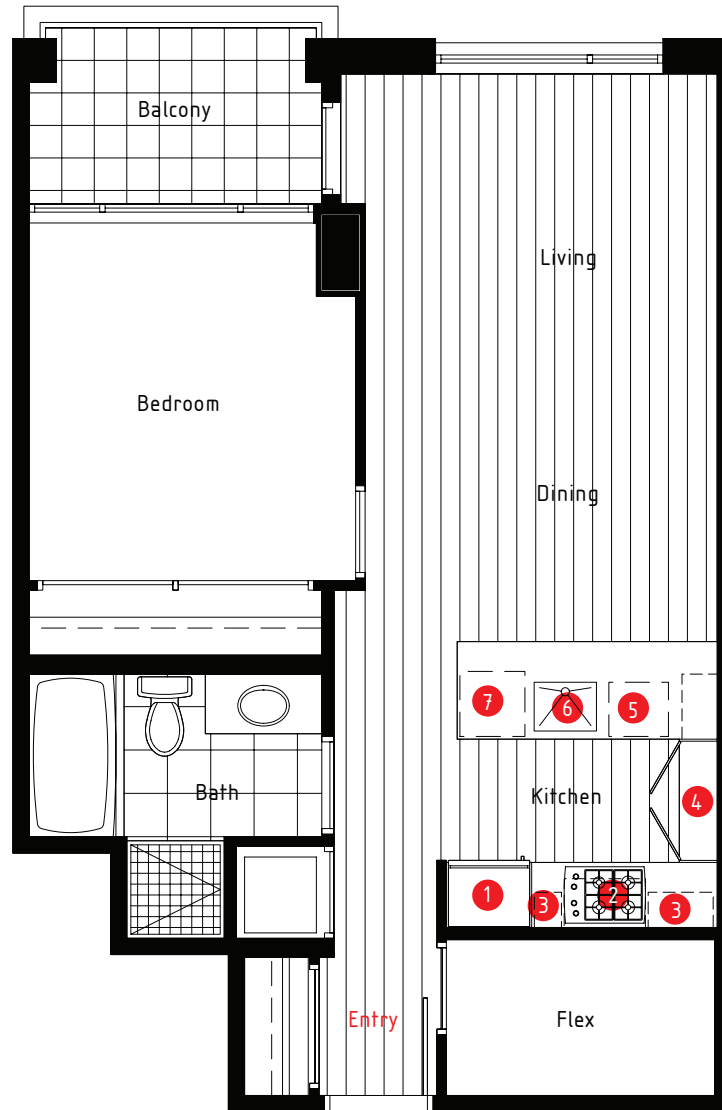 Balcony
Living
Bedroom
Dining
7
6
5
Bath
Kitchen
4
1
3
2
3
Entry
Flex